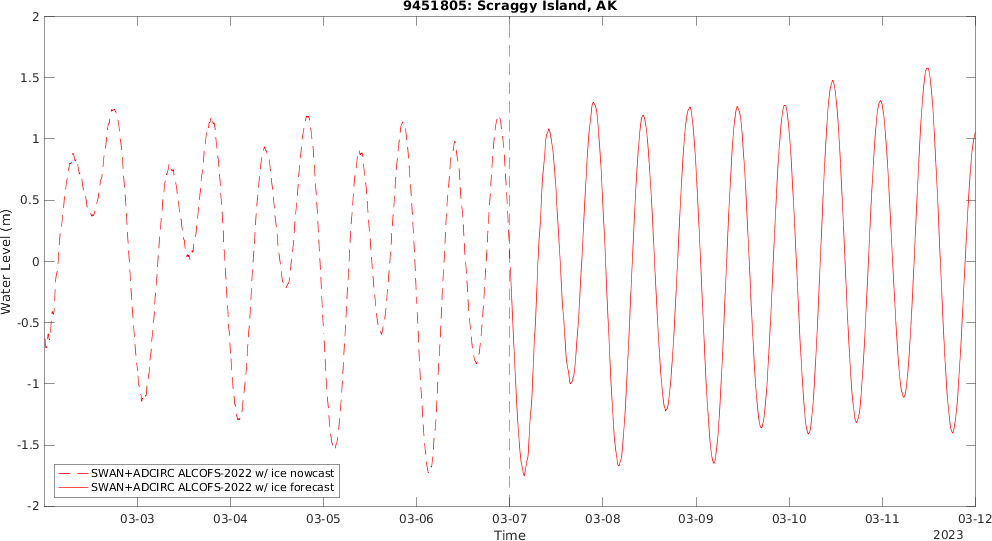 9451805: Scraggy Island, AK
2
1.5
1
0.5
0
-0.5
-1
-1.5
-2
Water Level (m)
SWAN+ADCIRC ALCOFS-2022 w/ ice nowcast
SWAN+ADCIRC ALCOFS-2022 w/ ice forecast
03-03 03-04 03-05 03-06 03-07 03-08 03-09 03-10 03-11 03-12
Time
2023